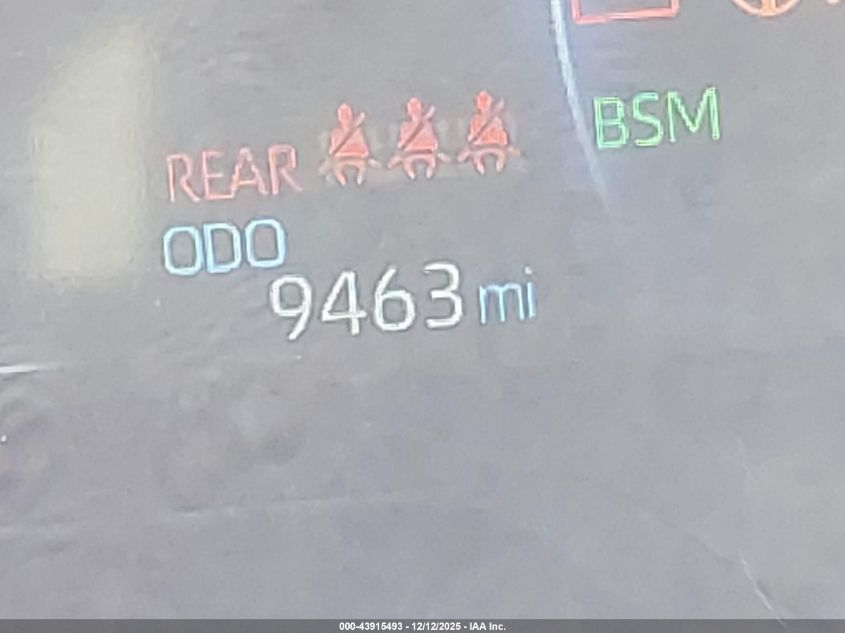 BSM
REAR
ODO
9463 mi
000-43915493 - 12/12/2025 - IAA Inc.